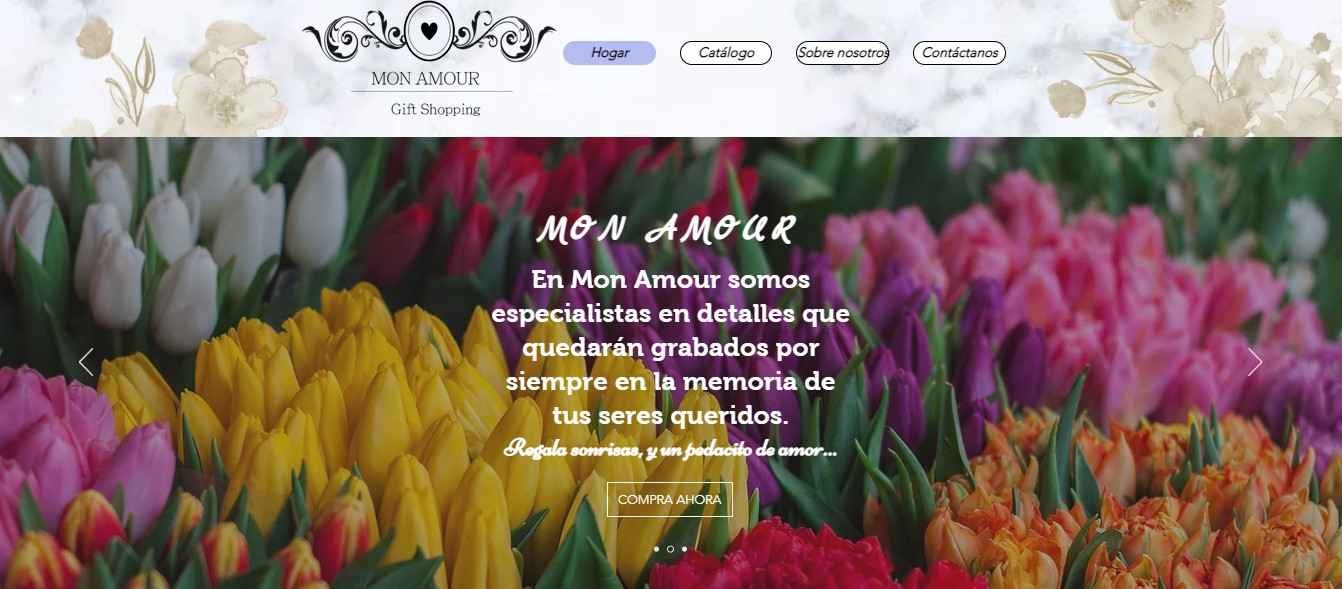 MON AMOUR
Gift Shopping
Hogar
Catálogo
Sobre nosotros
Contáctanos
MON AMOUR
En Mon Amour somos
especialistas en detalles que
quedarán grabados por
siempre en la memoria de
tus seres queridos.
Regala sonrisas, y un pedacito de amor...
COMPRA AHORA